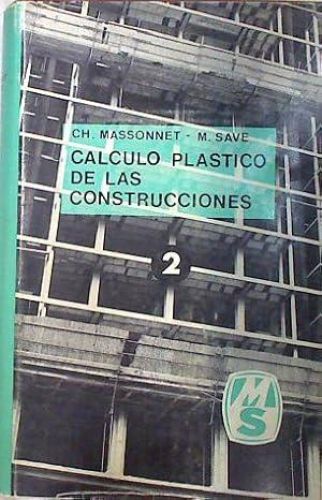 CH. MASSONNET - M. SAVE
CALCULO PLASTICO
DE LAS
CONSTRUCCIONES
2
MS